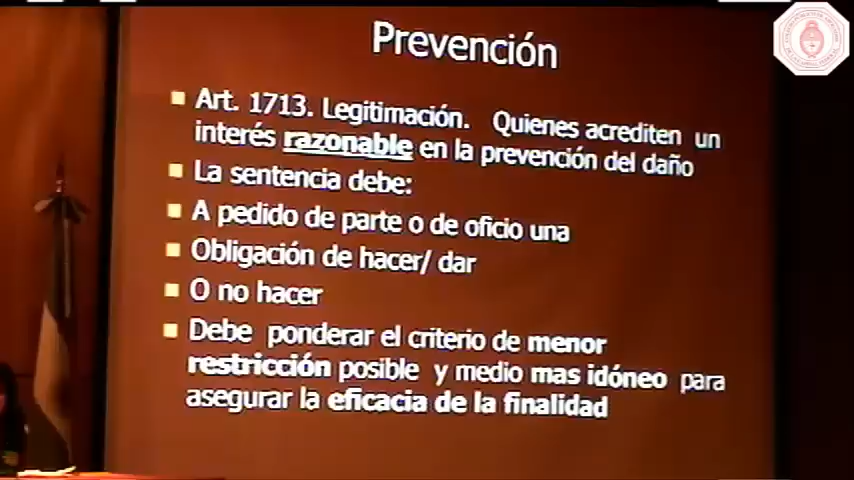 Prevención
Art. 1713. Legitimación. Quienes acrediten un
interés razonable en la prevención del daño
La sentencia debe:
A pedido de parte o de oficio una
Obligación de hacer/ dar
O no hacer
Debe ponderar el criterio de menor
restricción posible y medio mas idóneo para
asegurar la eficacia de la finalidad